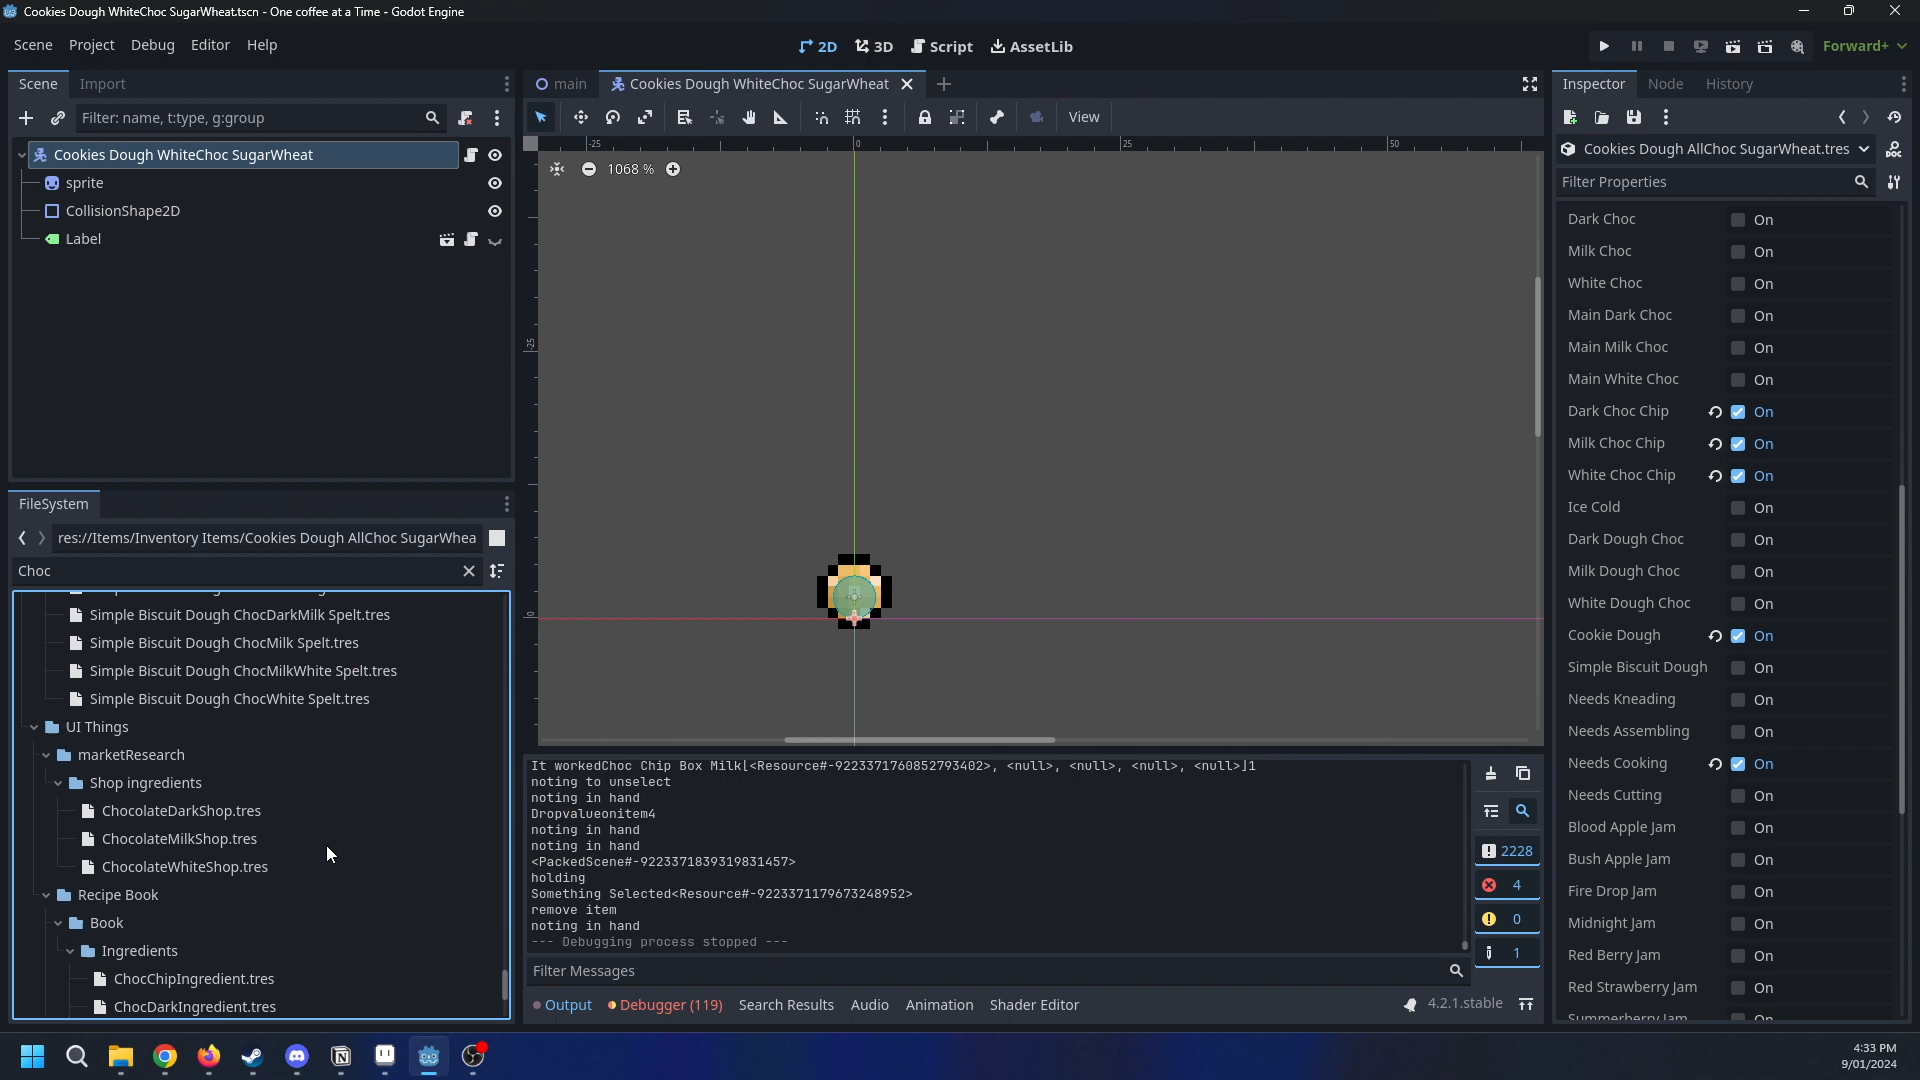 Cookies Dough WhiteChoc SugarWheat.tscn - One coffee at a Time - Godot Engine
Scene Project Debug Editor Help
2D 3D Script AssetLib
Forward+
Scene Import
main Cookies Dough WhiteChoc SugarWheat
Inspector Node History
Filter: name, t:type, g:group
View
Cookies Dough WhiteChoc SugarWheat
sprite
CollisionShape2D
Label
-25 0 25 50
1068 %
-25
0
Cookies Dough AllChoc SugarWheat.tres
Filter Properties
Dark Choc On
Milk Choc On
White Choc On
Main Dark Choc On
Main Milk Choc On
Main White Choc On
Dark Choc Chip On
Milk Choc Chip On
White Choc Chip On
Ice Cold On
Dark Dough Choc On
Milk Dough Choc On
White Dough Choc On
Cookie Dough On
Simple Biscuit Dough On
Needs Kneading On
Needs Assembling On
Needs Cooking On
Needs Cutting On
Blood Apple Jam On
Bush Apple Jam On
Fire Drop Jam On
Midnight Jam On
Red Berry Jam On
Red Strawberry Jam On
Summerberry Jam On
FileSystem
res://Items/Inventory Items/Cookies Dough AllChoc SugarWhea
Choc
Simple Biscuit Dough ChocDarkMilk Spelt.tres
Simple Biscuit Dough ChocMilk Spelt.tres
Simple Biscuit Dough ChocMilkWhite Spelt.tres
Simple Biscuit Dough ChocWhite Spelt.tres
UI Things
marketResearch
Shop ingredients
ChocolateDarkShop.tres
ChocolateMilkShop.tres
ChocolateWhiteShop.tres
Recipe Book
Book
Ingredients
ChocChipIngredient.tres
ChocDarkIngredient.tres
It workedChoc Chip Box Milk[<Resource#-9223371760852793402>, <null>, <null>, <null>, <null>]1
noting to unselect
noting in hand
Dropvalueonitem4
noting in hand
noting in hand
<PackedScene#-9223371839319831457>
holding
Something Selected<Resource#-9223371179673248952>
remove item
noting in hand
--- Debugging process stopped ---
2228
4
0
1
Filter Messages
Output Debugger (119) Search Results Audio Animation Shader Editor
4.2.1.stable
4:33 PM
9/01/2024